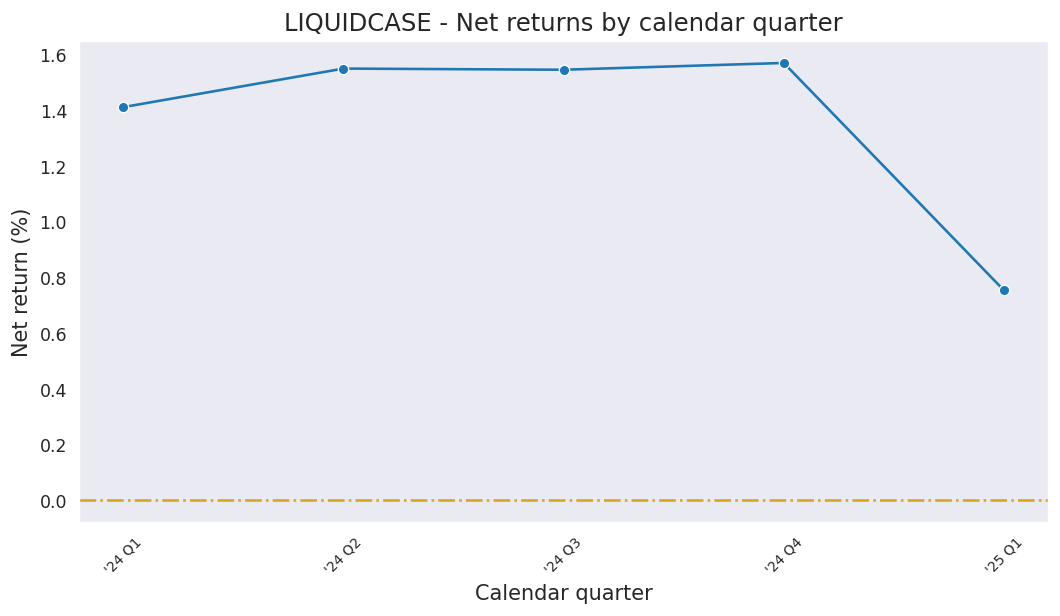 LIQUIDCASE - Net returns by calendar quarter
Net return (%)
1.6
1.4
1.2
1.0
0.8
0.6
0.4
0.2
0.0
'24 Q1
'24 Q2
'24 Q3
'24 Q4
'25 Q1
Calendar quarter